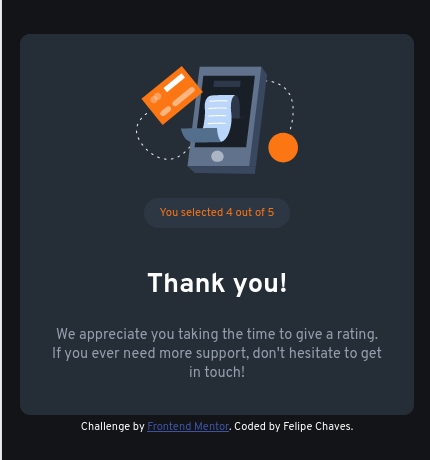 You selected 4 out of 5
Thank you!
We appreciate you taking the time to give a rating.
If you ever need more support, don't hesitate to get
in touch!
Challenge by Frontend Mentor. Coded by Felipe Chaves.